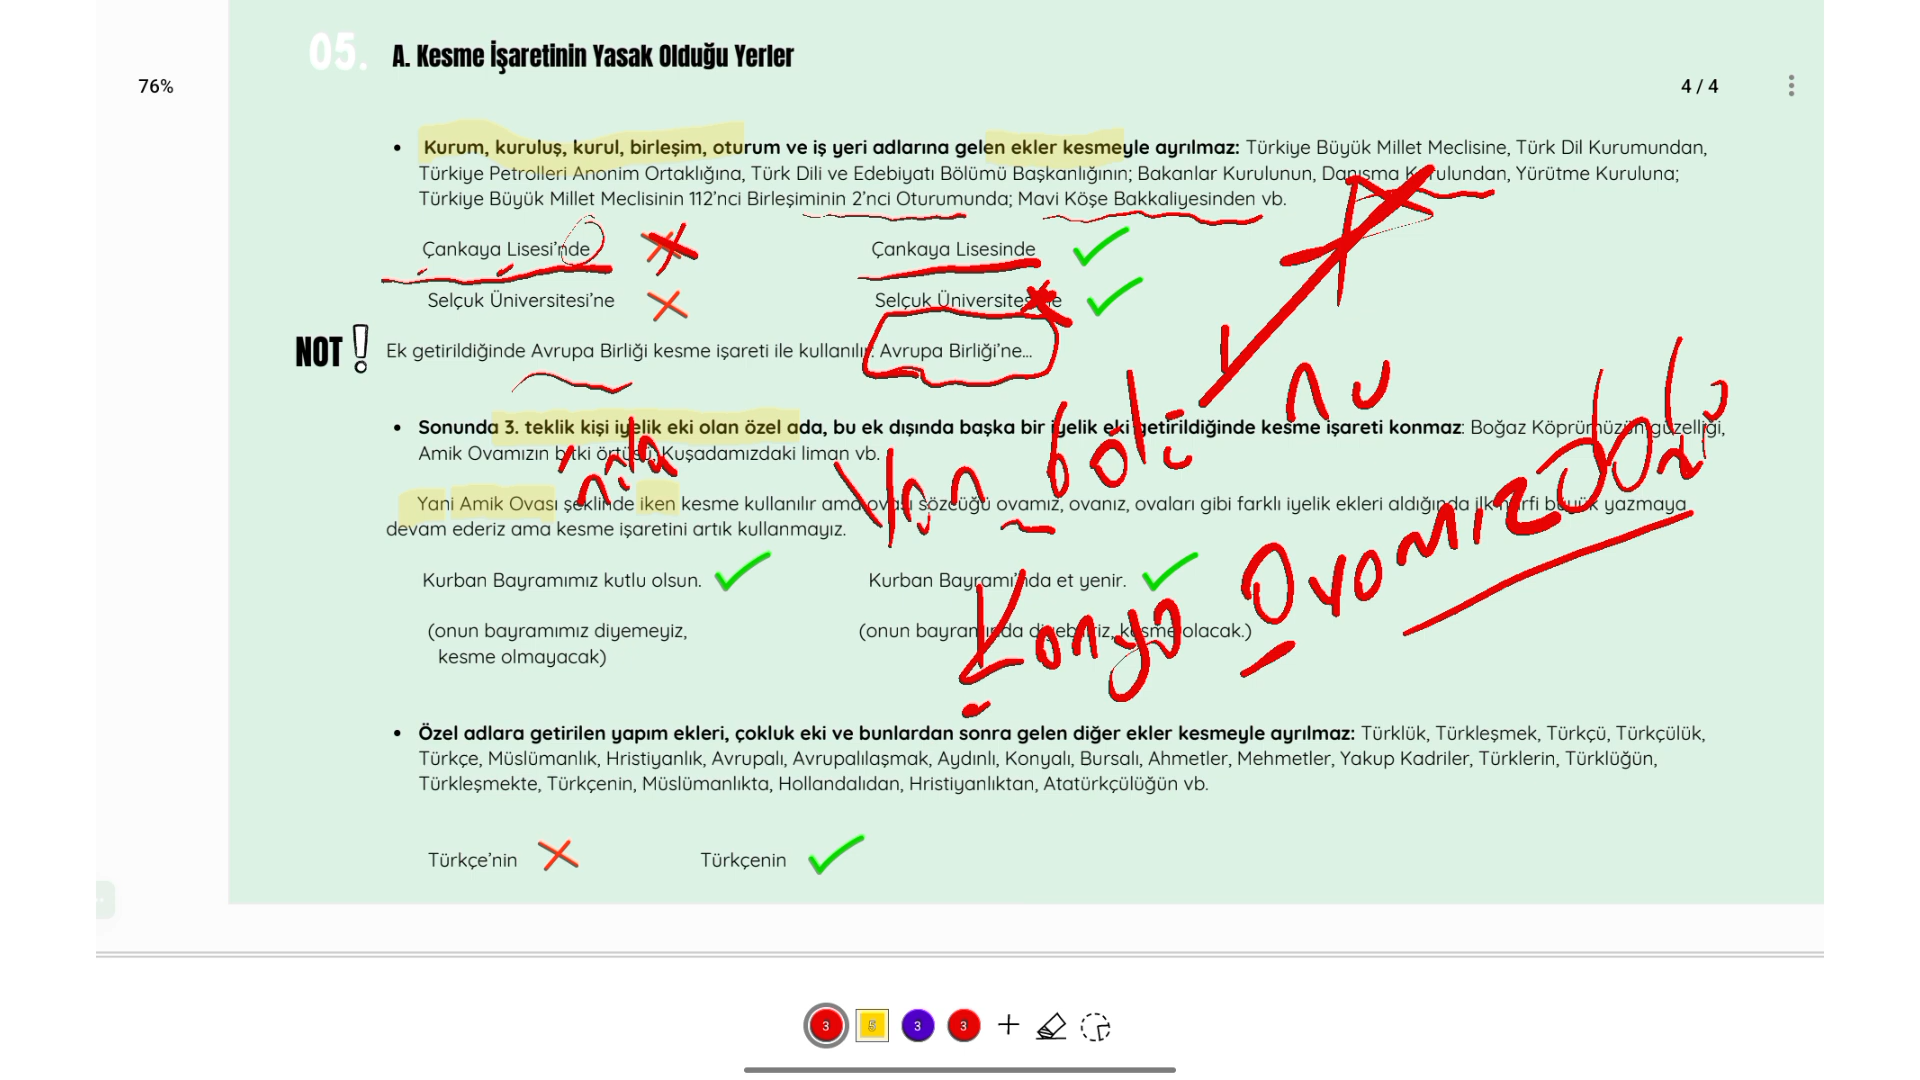 05. A. Kesme İşaretinin Yasak Olduğu Yerler
76%
4 / 4
• Kurum, kuruluş, kurul, birleşim, oturum ve iş yeri adlarına gelen ekler kesmeyle ayrılmaz: Türkiye Büyük Millet Meclisine, Türk Dil Kurumundan,
Türkiye Petrolleri Anonim Ortaklığına, Türk Dili ve Edebiyatı Bölümü Başkanlığının; Bakanlar Kurulunun, Danışma Kurulundan, Yürütme Kuruluna;
Türkiye Büyük Millet Meclisinin 112’nci Birleşiminin 2’nci Oturumunda; Mavi Köşe Bakkaliyesinden vb.
Çankaya Lisesi’nde Çankaya Lisesinde
Selçuk Üniversitesi’ne Selçuk Üniversitesine
NOT! Ek getirildiğinde Avrupa Birliği kesme işareti ile kullanılır. Avrupa Birliği’ne...
• Sonunda 3. teklik kişi iyelik eki olan özel ada, bu ek dışında başka bir iyelik eki getirildiğinde kesme işareti konmaz: Boğaz Köprümüzün güzelliği,
Amik Ovamızın bitki örtüsü, Kuşadamızdaki liman vb.
Yani Amik Ovası şeklinde iken kesme kullanılır ama ovası sözcüğü ovamız, ovanız, ovaları gibi farklı iyelik ekleri aldığında ilk harfi büyük yazmaya
devam ederiz ama kesme işaretini artık kullanmayız.
Kurban Bayramımız kutlu olsun. Kurban Bayramı’nda et yenir.
(onun bayramımız diyemeyiz, (onun bayramında diyebiliriz, kesme olacak.)
kesme olmayacak)
Konya Ovamızdaki
• Özel adlara getirilen yapım ekleri, çokluk eki ve bunlardan sonra gelen diğer ekler kesmeyle ayrılmaz: Türklük, Türkleşmek, Türkçü, Türkçülük,
Türkçe, Müslümanlık, Hristiyanlık, Avrupalı, Avrupalılaşmak, Aydınlı, Konyalı, Bursalı, Ahmetler, Mehmetler, Yakup Kadriler, Türklerin, Türklüğün,
Türkleşmekte, Türkçenin, Müslümanlıkta, Hollandalıdan, Hristiyanlıktan, Atatürkçülüğün vb.
Türkçe’nin Türkçenin
3 5 3 3